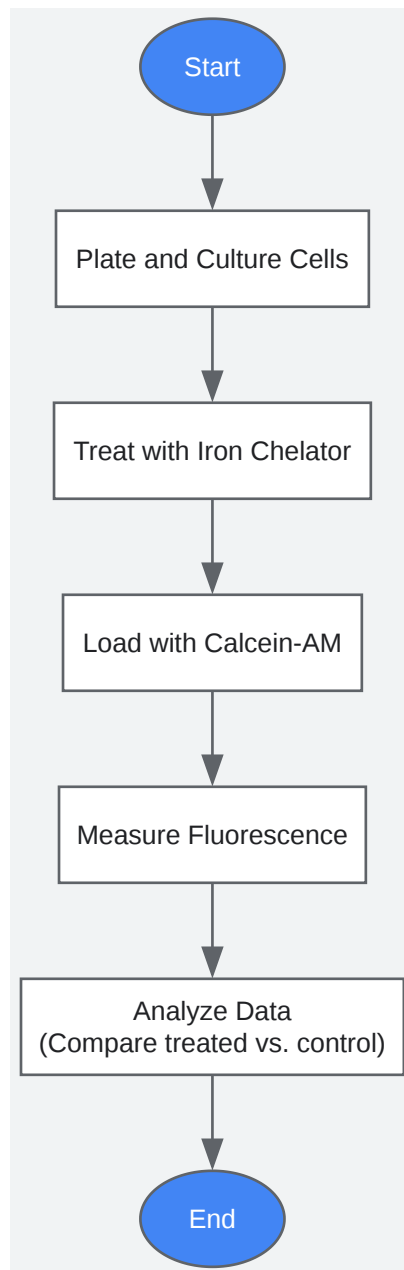 Start
Plate and Culture Cells
Treat with Iron Chelator
Load with Calcein-AM
Measure Fluorescence
Analyze Data
(Compare treated vs. control)
End